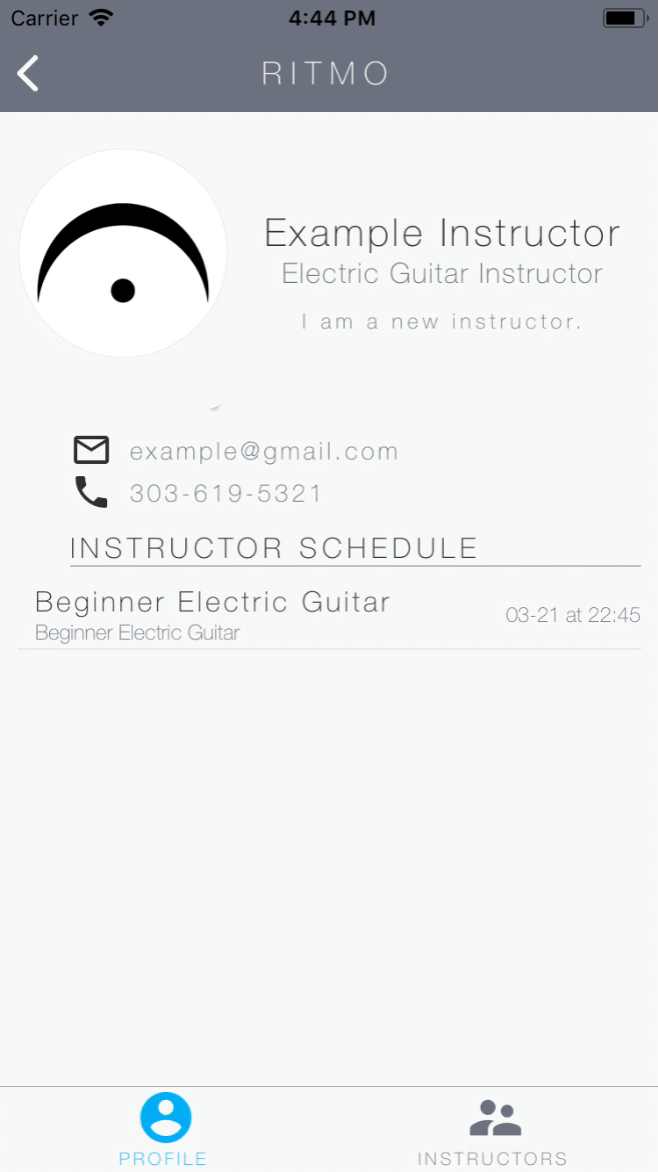 Carrier 4:44 PM
RITMO
Example Instructor
Electric Guitar Instructor
I am a new instructor.
example@gmail.com
303-619-5321
INSTRUCTOR SCHEDULE
Beginner Electric Guitar
03-21 at 22:45
Beginner Electric Guitar
PROFILE INSTRUCTORS